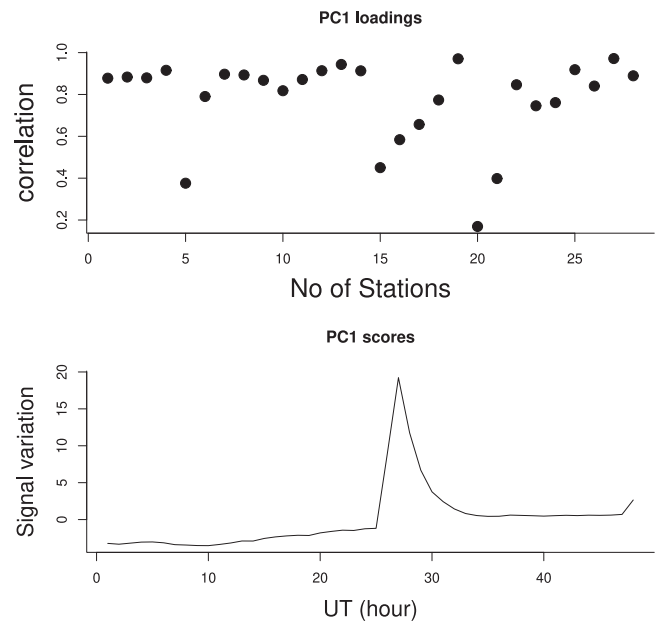 PC1 loadings
correlation
0.2 0.4 0.6 0.8 1.0
0 5 10 15 20 25
No of Stations
PC1 scores
Signal variation
0 5 10 15 20
0 10 20 30 40
UT (hour)